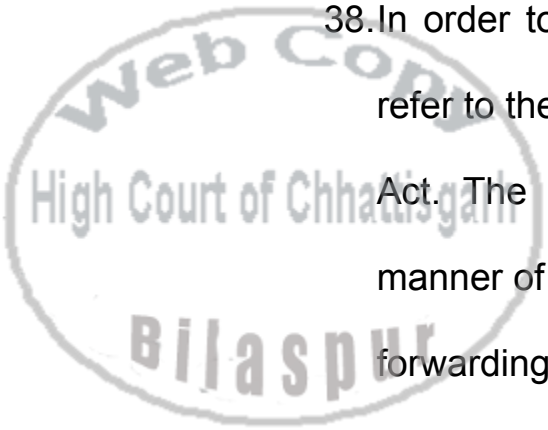 38.In order to
refer to the
Act. The
manner of
forwarding
Web Copy
High Court of Chhattisgarh
Bilaspur